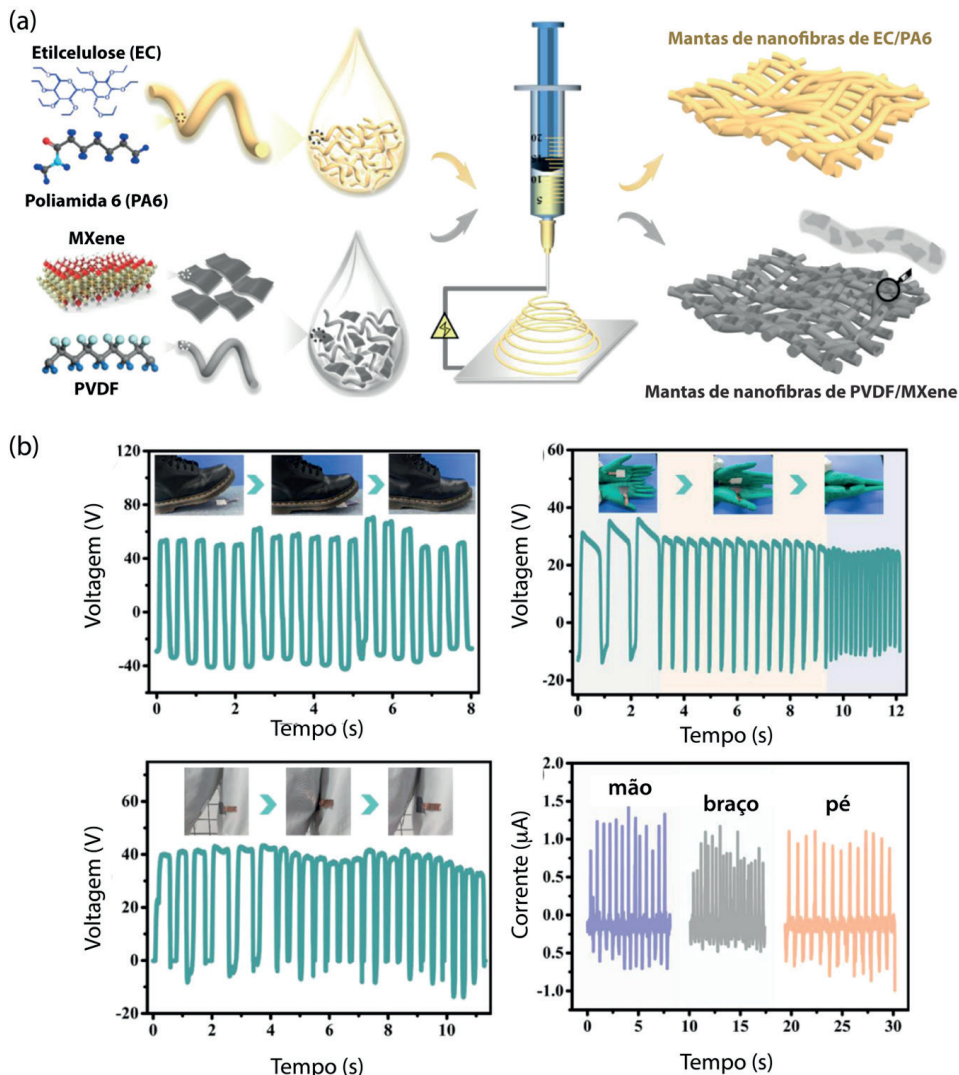 (a)
Etilcelulose (EC)
Poliamida 6 (PA6)
MXene
PVDF
20
15
10
5
Mantas de nanofibras de EC/PA6
Mantas de nanofibras de PVDF/MXene
(b)
Voltagem (V)
120
80
40
0
-40
0
2
4
6
8
Tempo (s)
Voltagem (V)
60
40
20
0
-20
0
2
4
6
8
10
12
Tempo (s)
Voltagem (V)
60
40
20
0
-20
0
2
4
6
8
10
Tempo (s)
Corrente (µA)
2.0
1.5
1.0
0.5
0.0
0.5
-1.0
mão
braço
pé
0
5
10
10
15
20
25
30
Tempo (s)